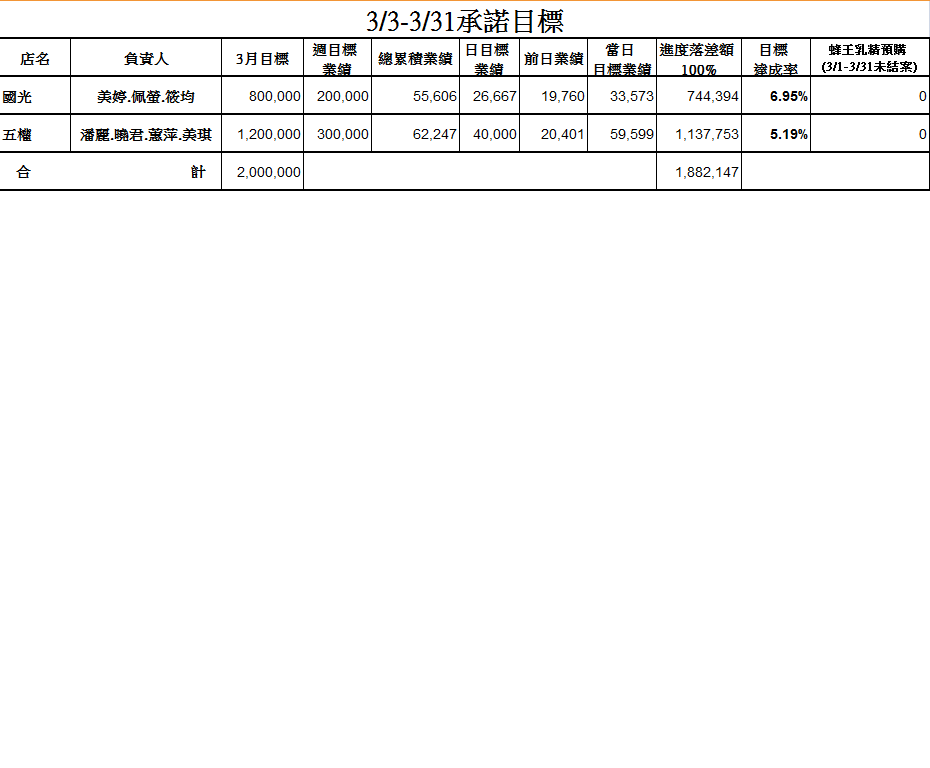 3/3-3/31承諾目標
店名 負責人 3月目標 週目標業績 總累積業績 日目標業績 前日業績 當日目標業績 進度落差額100% 目標達成率 蜂王乳精預購(3/1-3/31未結案)
國光 美婷.佩螢.筱均 800,000 200,000 55,606 26,667 19,760 33,573 744,394 6.95% 0
五權 潘麗.曉君.蕙萍.美琪 1,200,000 300,000 62,247 40,000 20,401 59,599 1,137,753 5.19% 0
合 計 2,000,000 1,882,147